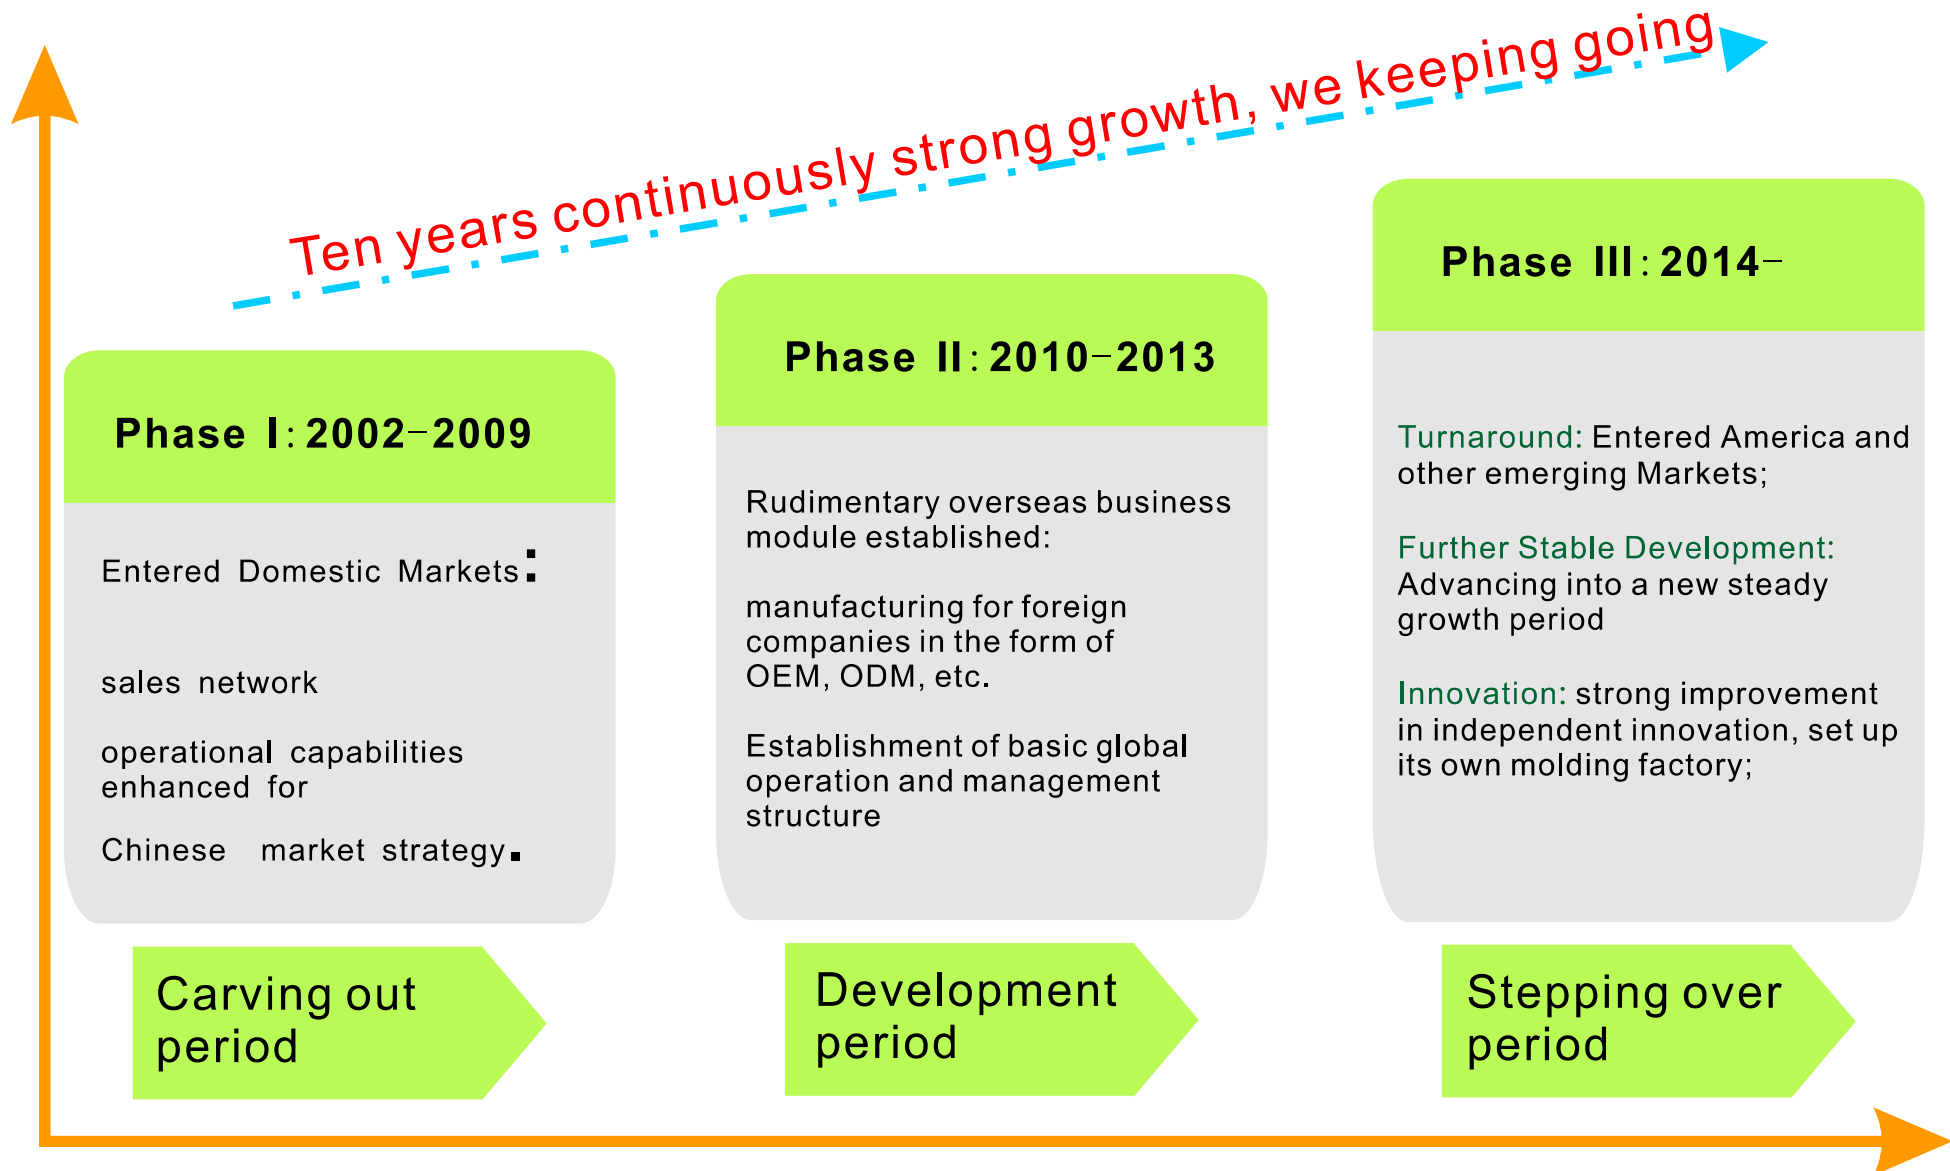 Ten years continuously strong growth, we keeping going
Phase I: 2002-2009
Entered Domestic Markets:
sales network
operational capabilities
enhanced for
Chinese market strategy.
Carving out
period
Phase II: 2010-2013
Rudimentary overseas business
module established:
manufacturing for foreign
companies in the form of
OEM, ODM, etc.
Establishment of basic global
operation and management
structure
Development
period
Phase III: 2014-
Turnaround: Entered America and
other emerging Markets;
Further Stable Development:
Advancing into a new steady
growth period
Innovation: strong improvement
in independent innovation, set up
its own molding factory;
Stepping over
period